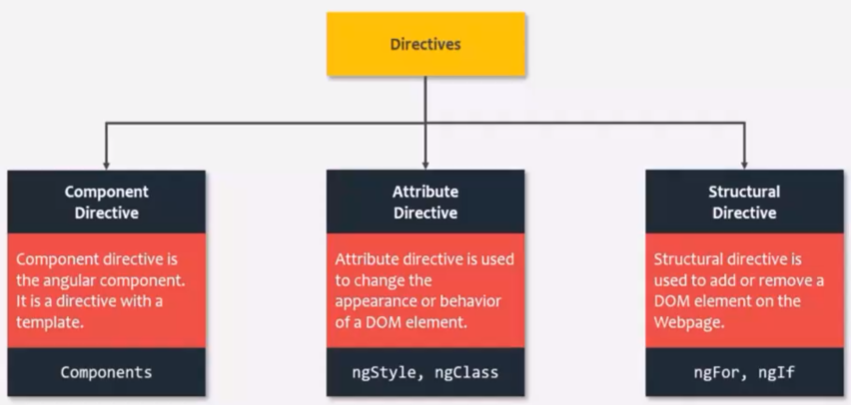 Directives
Component
Directive
Component directive is
the angular component.
It is a directive with a
template.
Components
Attribute
Directive
Attribute directive is used
to change the
appearance or behavior
of a DOM element.
ngStyle, ngClass
Structural
Directive
Structural directive is
used to add or remove a
DOM element on the
Webpage.
ngFor, ngIf